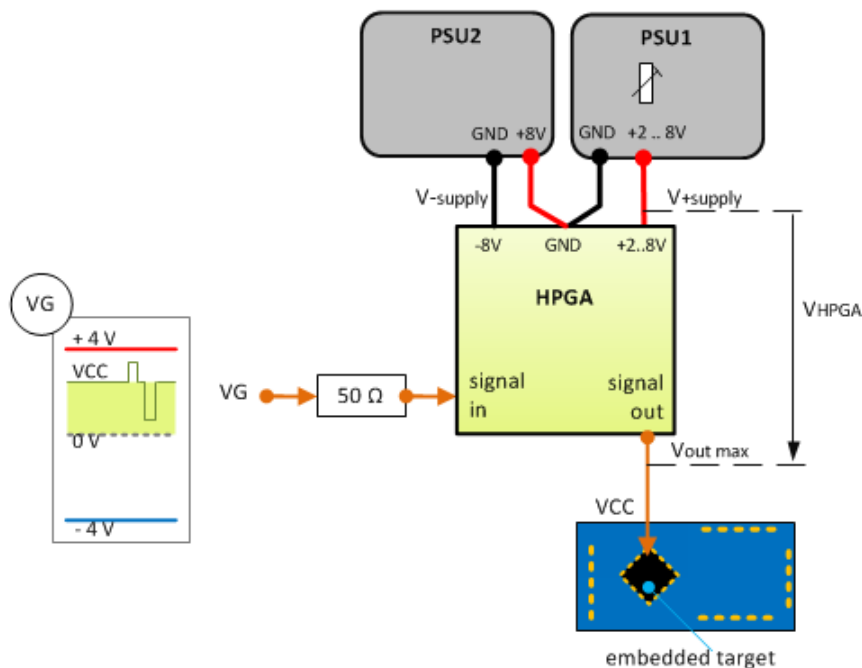 PSU2
PSU1
GND +8V
GND +2 .. 8V
V-supply
V+supply
-8V GND +2..8V
HPGA
VHPGA
VG
+ 4 V
VCC
0 V
- 4 V
VG
50 Ω
signal in
signal out
Vout max
VCC
embedded target